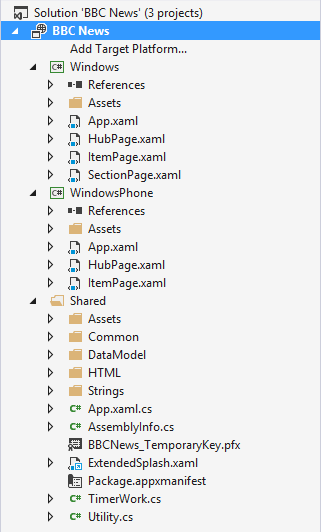 Solution 'BBC News' (3 projects)
BBC News
Add Target Platform...
C# Windows
References
Assets
App.xaml
HubPage.xaml
ItemPage.xaml
SectionPage.xaml
C# WindowsPhone
References
Assets
App.xaml
HubPage.xaml
ItemPage.xaml
Shared
Assets
Common
DataModel
HTML
Strings
C# App.xaml.cs
C# AssemblyInfo.cs
BBCNews_TemporaryKey.pfx
ExtendedSplash.xaml
Package.appxmanifest
C# TimerWork.cs
C# Utility.cs